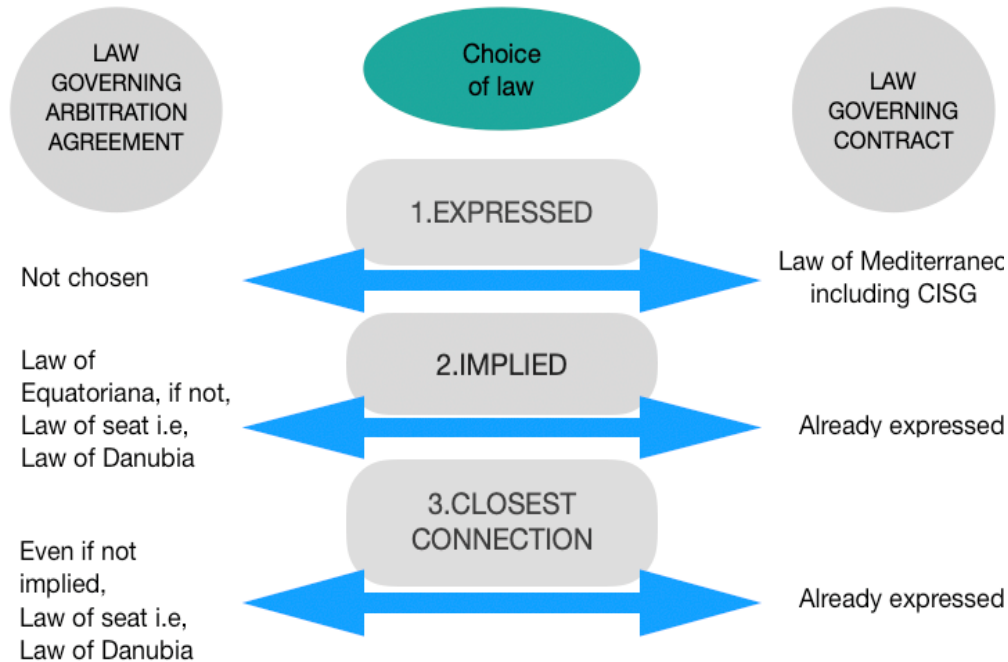 LAW
GOVERNING
ARBITRATION
AGREEMENT
Choice
of law
LAW
GOVERNING
CONTRACT
1.EXPRESSED
Not chosen
Law of Mediterraneo
including CISG
2.IMPLIED
Law of
Equatoriana, if not,
Law of seat i.e,
Law of Danubia
Already expressed
3.CLOSEST
CONNECTION
Even if not
implied,
Law of seat i.e,
Law of Danubia
Already expressed